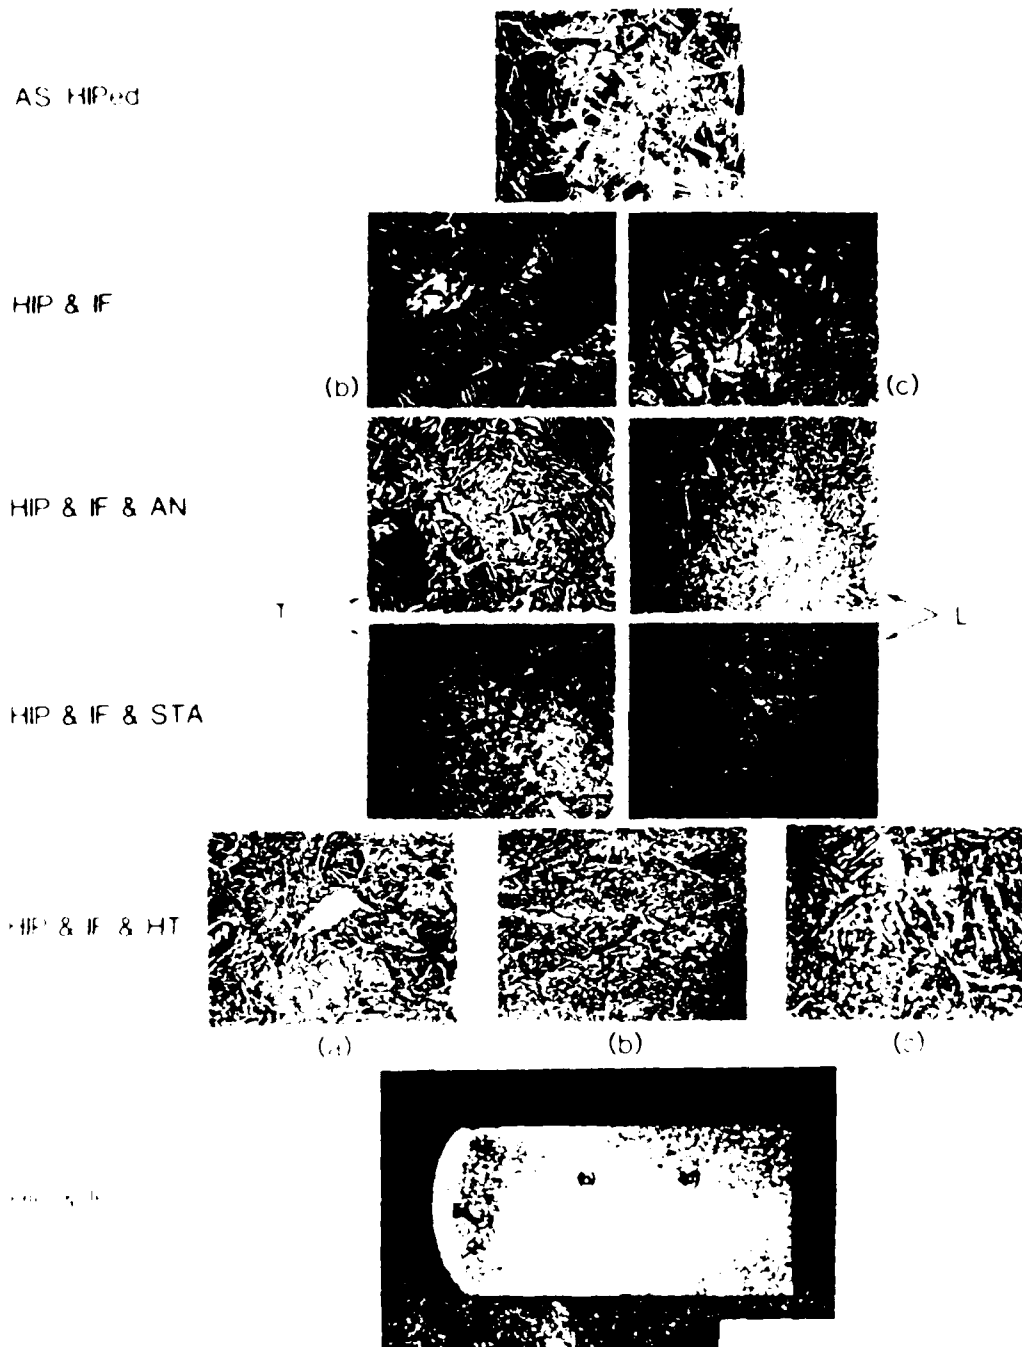 AS HIPed
HIP & IF
(b) (c)
HIP & IF & AN
T L
HIP & IF & STA
HIP & IF & HT
(a) (b) (c)